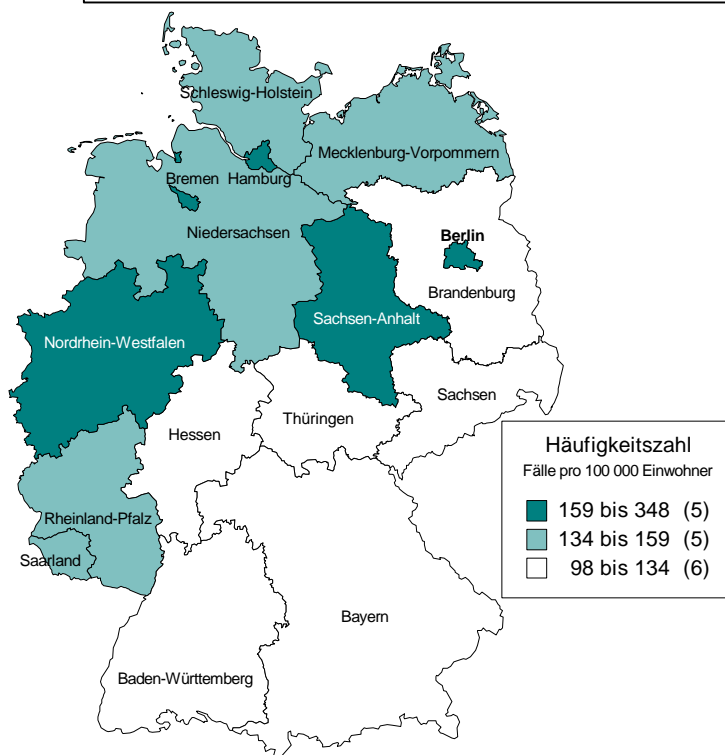 Schleswig-Holstein
Mecklenburg-Vorpommern
Bremen
Hamburg
Niedersachsen
Berlin
Brandenburg
Sachsen-Anhalt
Nordrhein-Westfalen
Sachsen
Thüringen
Hessen
Häufigkeitszahl
Fälle pro 100 000 Einwohner
159 bis 348 (5)
134 bis 159 (5)
98 bis 134 (6)
Rheinland-Pfalz
Saarland
Bayern
Baden-Württemberg